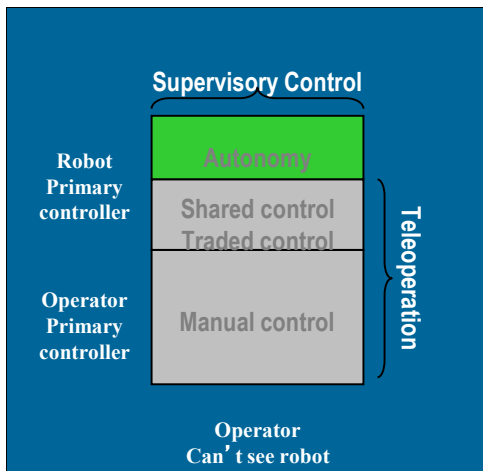 Supervisory Control
Autonomy
Robot
Primary
controller
Shared control
Traded control
Teleoperation
Operator
Primary
controller
Manual control
Operator
Can't see robot